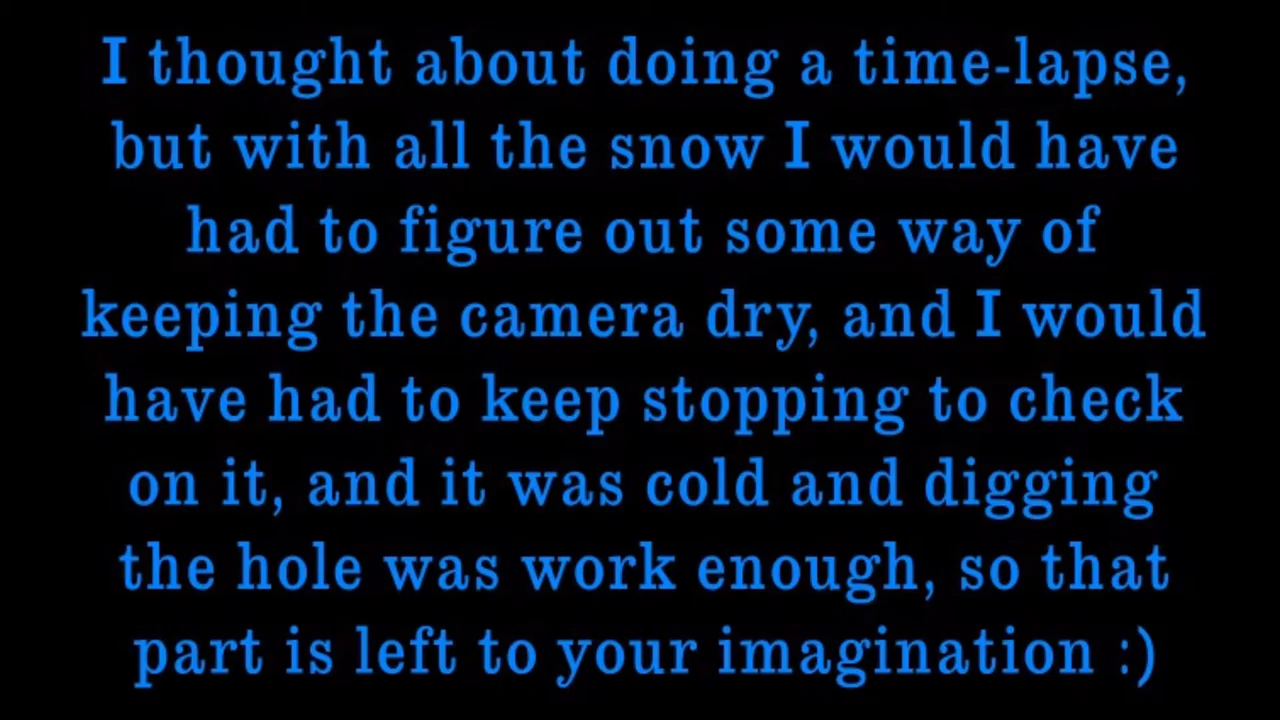 I thought about doing a time-lapse,
but with all the snow I would have
had to figure out some way of
keeping the camera dry, and I would
have had to keep stopping to check
on it, and it was cold and digging
the hole was work enough, so that
part is left to your imagination :)